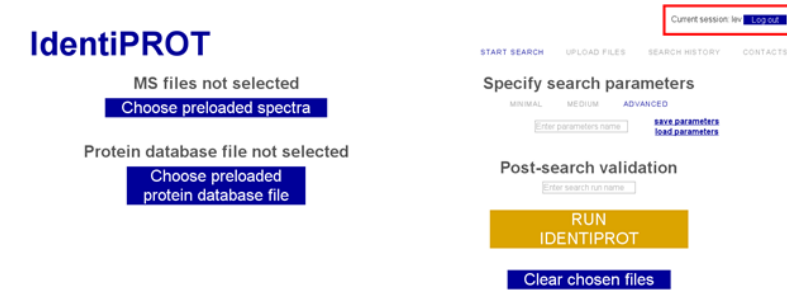 Current session: lev Log out
IdentiPROT
START SEARCH UPLOAD FILES SEARCH HISTORY CONTACTS
MS files not selected
Choose preloaded spectra
Protein database file not selected
Choose preloaded
protein database file
Specify search parameters
MINIMAL MEDIUM ADVANCED
Enter parameters name
save parameters
load parameters
Post-search validation
Enter search run name
RUN
IDENTIPROT
Clear chosen files